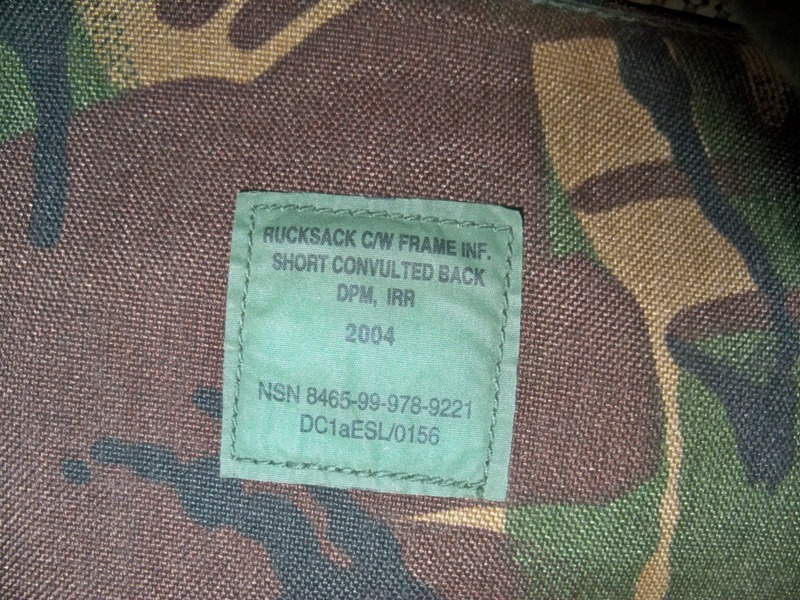 RUCKSACK C/W FRAME INF.
SHORT CONVULTED BACK
DPM, IRR
2004
NSN 8465-99-978-9221
DC1aESL/0156